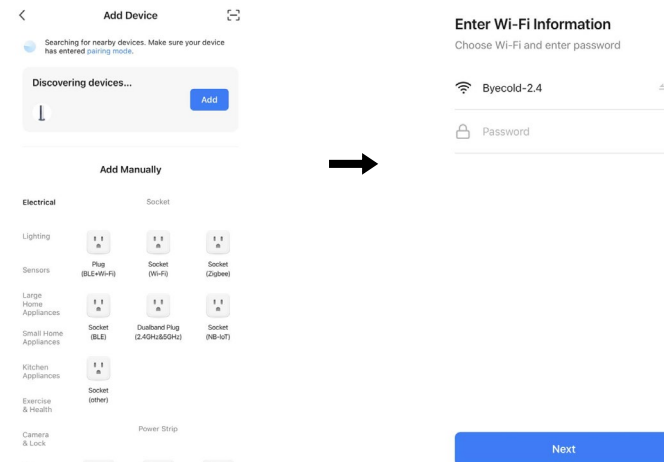 Add Device
Searching for nearby devices. Make sure your device
has entered pairing mode.
Discovering devices...
Add
Add Manually
Electrical
Socket
Lighting
Sensors
Large
Home
Appliances
Small Home
Appliances
Kitchen
Appliances
Exercise
& Health
Camera
& Lock
Plug
(BLE+Wi-Fi)
Socket
(Wi-Fi)
Socket
(Zigbee)
Socket
(BLE)
Dualband Plug
(2.4GHz&5GHz)
Socket
(NB-IoT)
Socket
(other)
Power Strip
Enter Wi-Fi Information
Choose Wi-Fi and enter password
Byecold-2.4
Password
Next